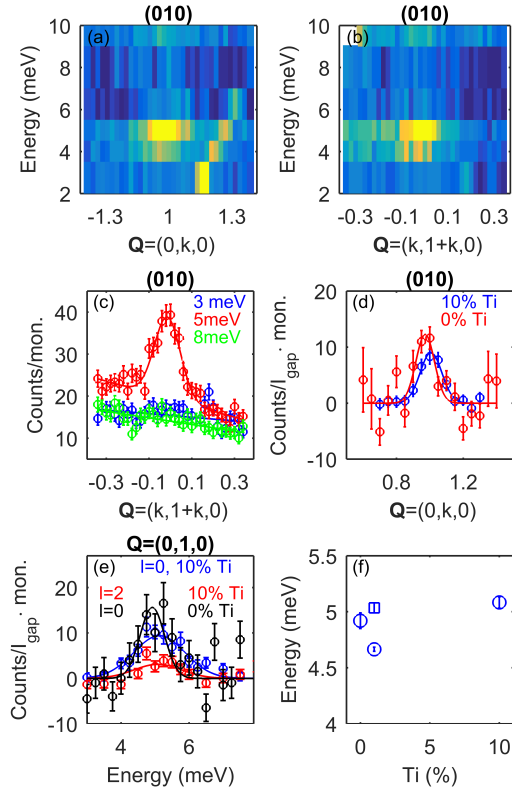 (010)
(a)
Energy (meV)
10
8
6
4
2
-1.3 1 1.3
Q=(0,k,0)
(010)
(b)
Energy (meV)
10
8
6
4
2
-0.3 -0.1 0.1 0.3
Q=(k,1+k,0)
(010)
(c)
3 meV
5meV
8meV
Counts/mon.
40
30
20
10
-0.3 -0.1 0.1 0.3
Q=(k,1+k,0)
(010)
(d)
10% Ti
0% Ti
Counts/I_gap· mon.
20
10
0
-10
0.8 1.2
Q=(0,k,0)
Q=(0,1,0)
(e)
l=0, 10% Ti
l=2 10% Ti
l=0 0% Ti
Counts/I_gap· mon.
20
10
0
-10
4 6
Energy (meV)
(f)
Energy (meV)
5.5
5
4.5
4
0 5 10
Ti (%)